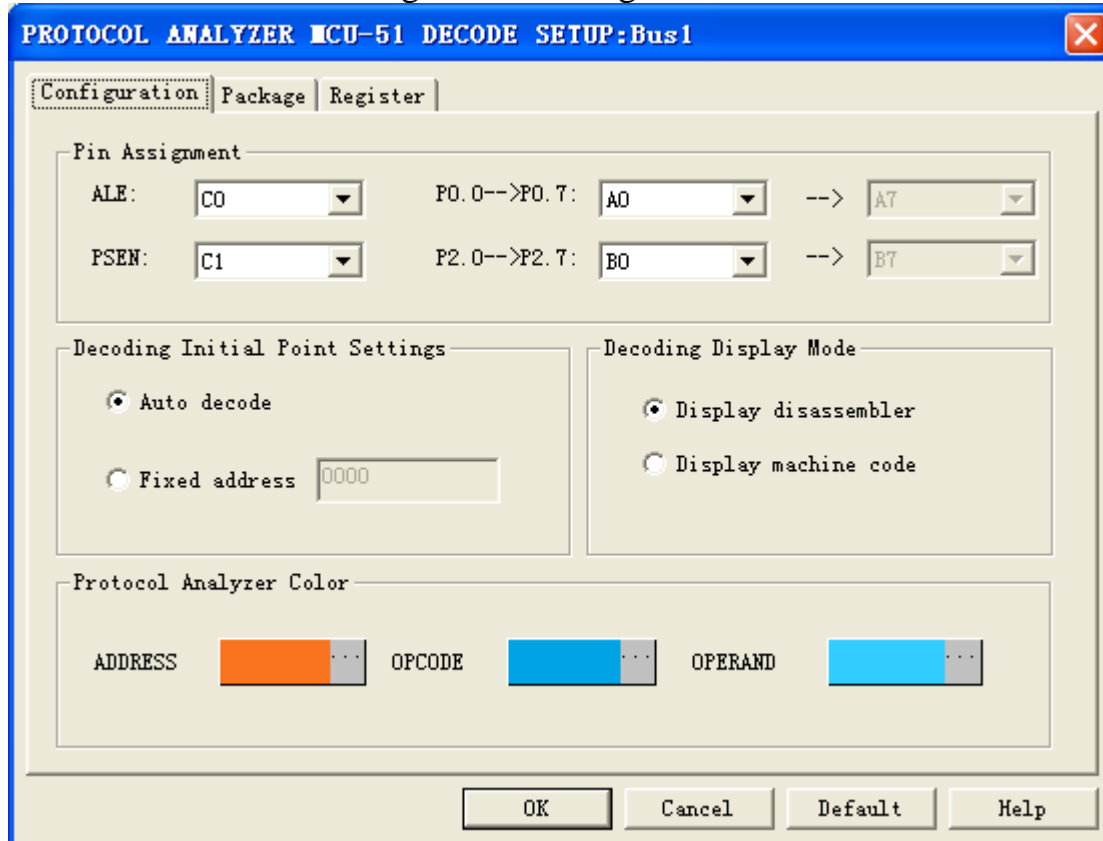 PROTOCOL ANALYZER MCU-51 DECODE SETUP:Bus1
Configuration Package Register
Pin Assignment
ALE: C0 P0.0-->P0.7: A0 --> A7
PSEN: C1 P2.0-->P2.7: B0 --> B7
Decoding Initial Point Settings
Auto decode
Fixed address 0000
Decoding Display Mode
Display disassembler
Display machine code
Protocol Analyzer Color
ADDRESS ... OPCODE ... OPERAND ...
OK Cancel Default Help